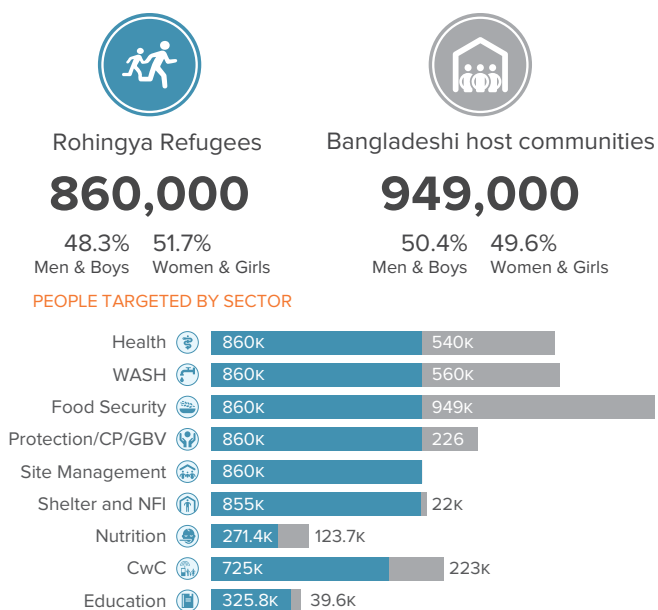 Rohingya Refugees
860,000
48.3% 51.7%
Men & Boys Women & Girls
Bangladeshi host communities
949,000
50.4% 49.6%
Men & Boys Women & Girls
PEOPLE TARGETED BY SECTOR
Health 860K 540K
WASH 860K 560K
Food Security 860K 949K
Protection/CP/GBV 860K 226
Site Management 860K
Shelter and NFI 855K 22K
Nutrition 271.4K 123.7K
CwC 725K 223K
Education 325.8K 39.6K